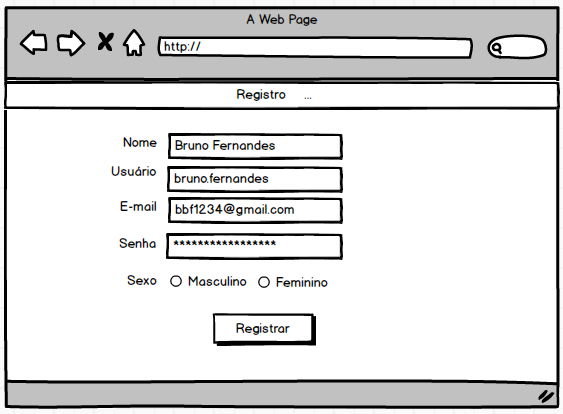 A Web Page
http://
Registro ...
Nome Bruno Fernandes
Usuário bruno.fernandes
E-mail bbf1234@gmail.com
Senha *****************
Sexo Masculino Feminino
Registrar